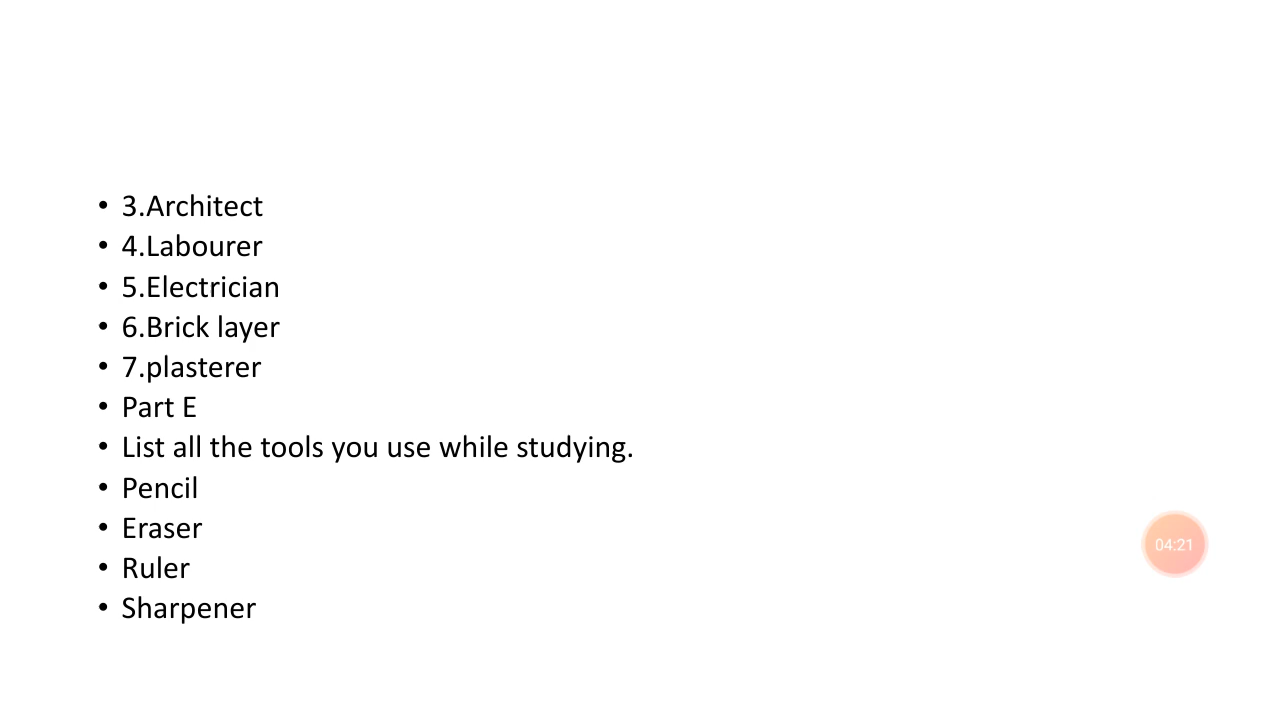 • 3.Architect
• 4.Labourer
• 5.Electrician
• 6.Brick layer
• 7.plasterer
• Part E
• List all the tools you use while studying.
• Pencil
• Eraser
• Ruler
• Sharpener
04:21